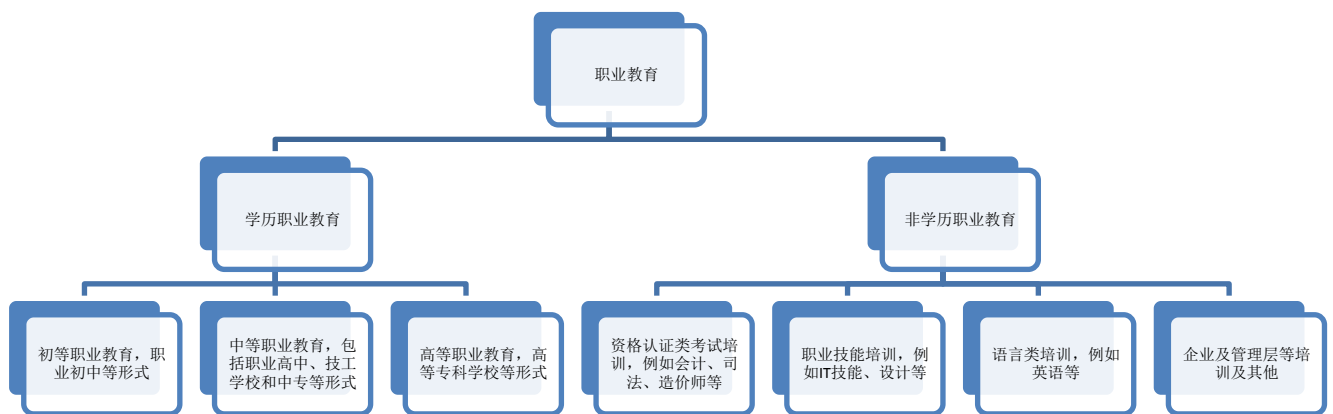 职业教育
学历职业教育
非学历职业教育
初等职业教育，职
业初中等形式
中等职业教育，包
括职业高中、技工
学校和中专等形式
高等职业教育，高
等专科学校等形式
资格认证类考试培
训，例如会计、司
法、造价师等
职业技能培训，例
如IT技能、设计等
语言类培训，例如
英语等
企业及管理层等培
训及其他